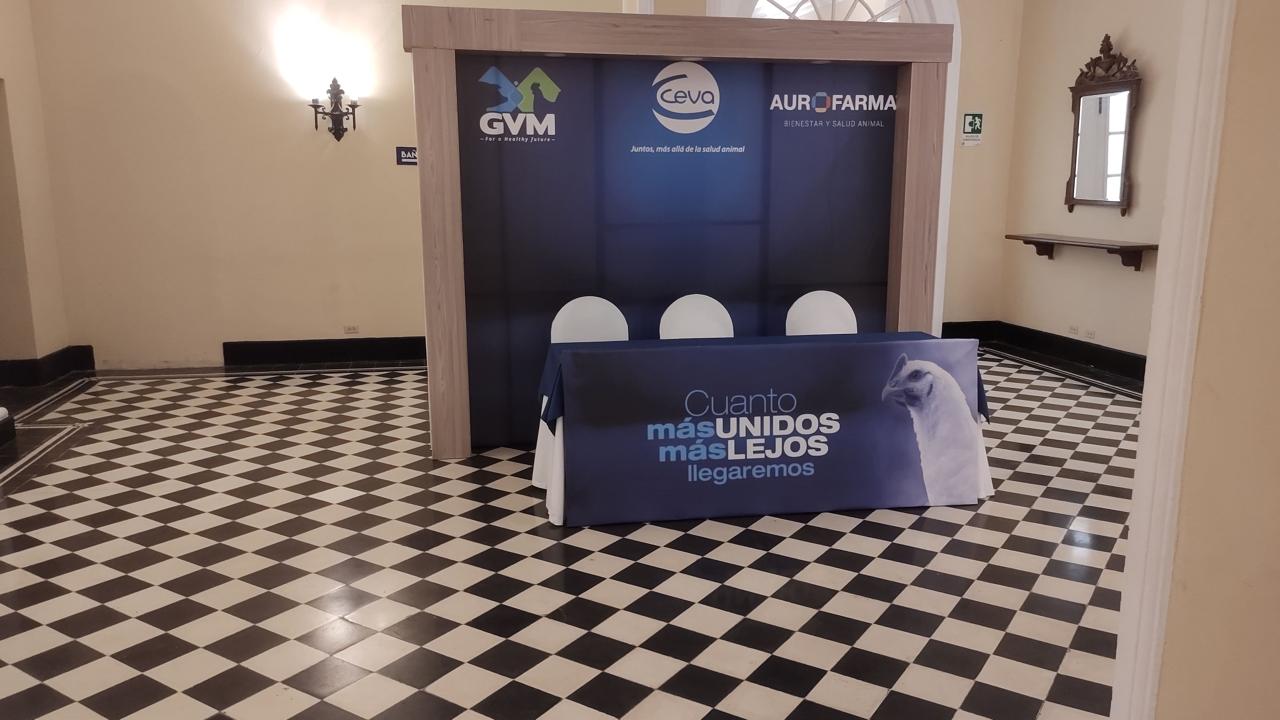 GVM
For a Healthy future
Ceva
Juntos, más allá de la salud animal
AUROFARMA
BIENESTAR Y SALUD ANIMAL
BAÑ
Cuanto
másUNIDOS
másLEJOS
llegaremos